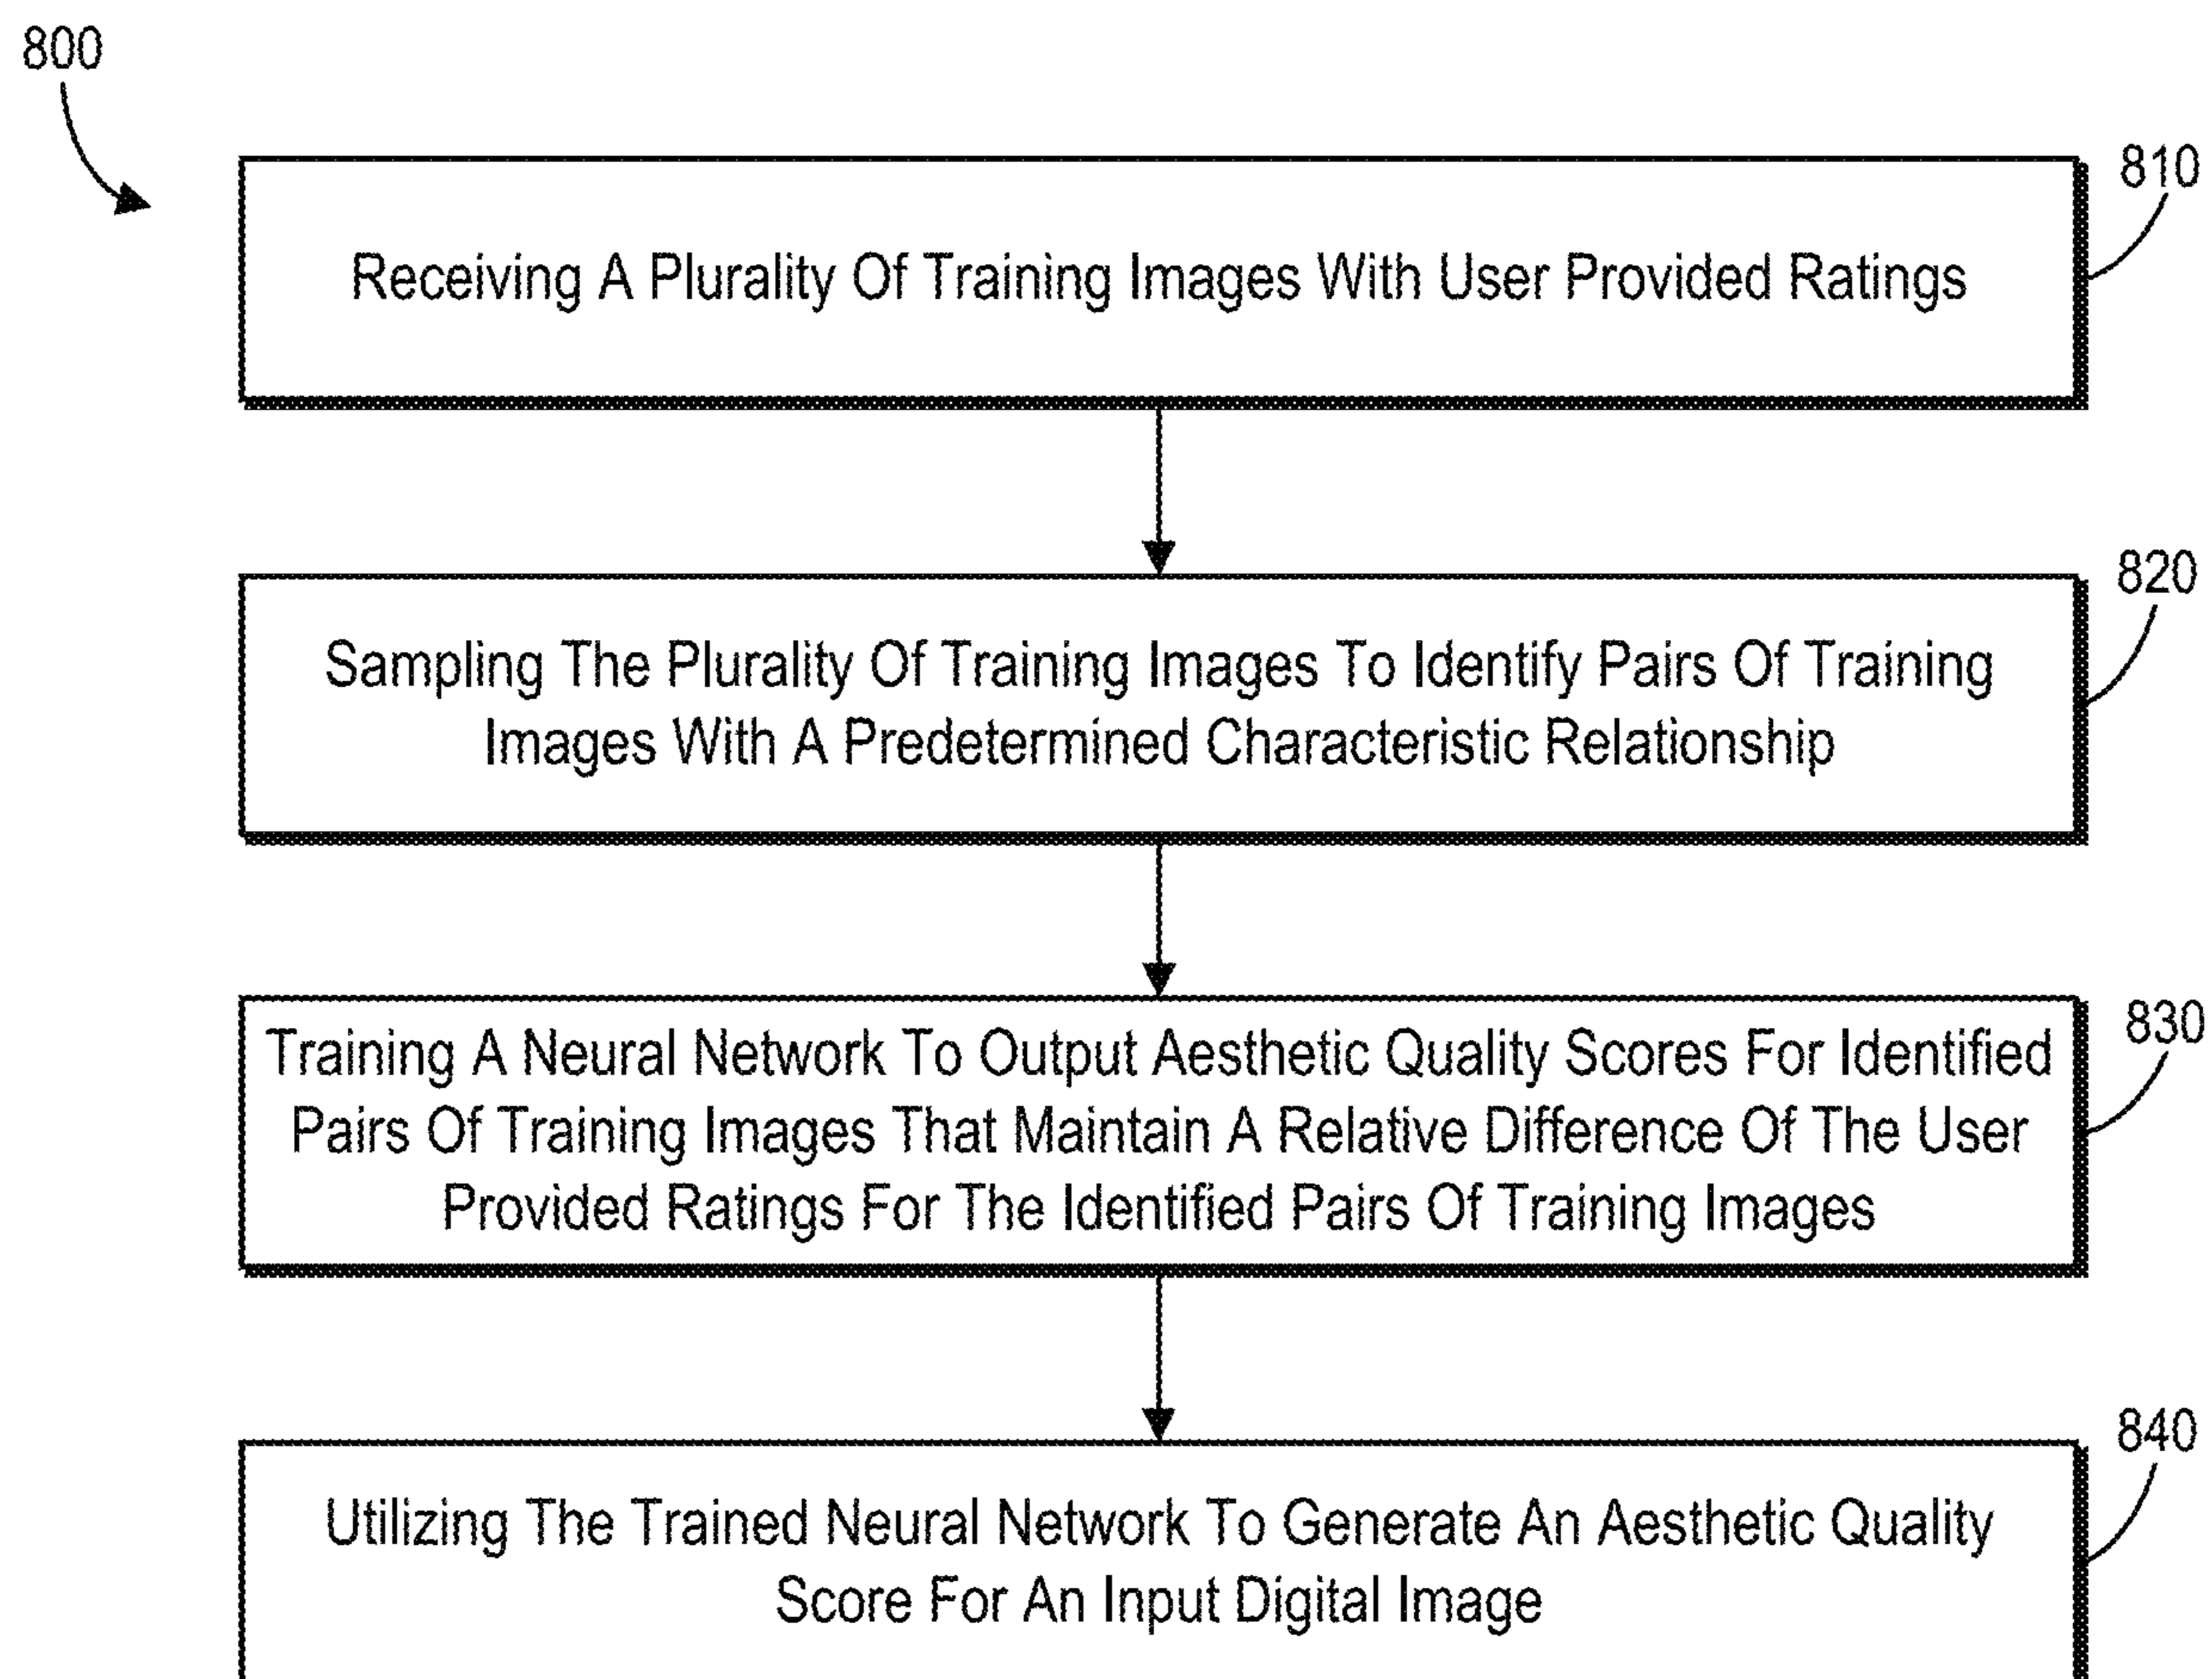 800
810
Receiving A Plurality Of Training Images With User Provided Ratings
820
Sampling The Plurality Of Training Images To Identify Pairs Of Training
Images With A Predetermined Characteristic Relationship
830
Training A Neural Network To Output Aesthetic Quality Scores For Identified
Pairs Of Training Images That Maintain A Relative Difference Of The User
Provided Ratings For The Identified Pairs Of Training Images
840
Utilizing The Trained Neural Network To Generate An Aesthetic Quality
Score For An Input Digital Image